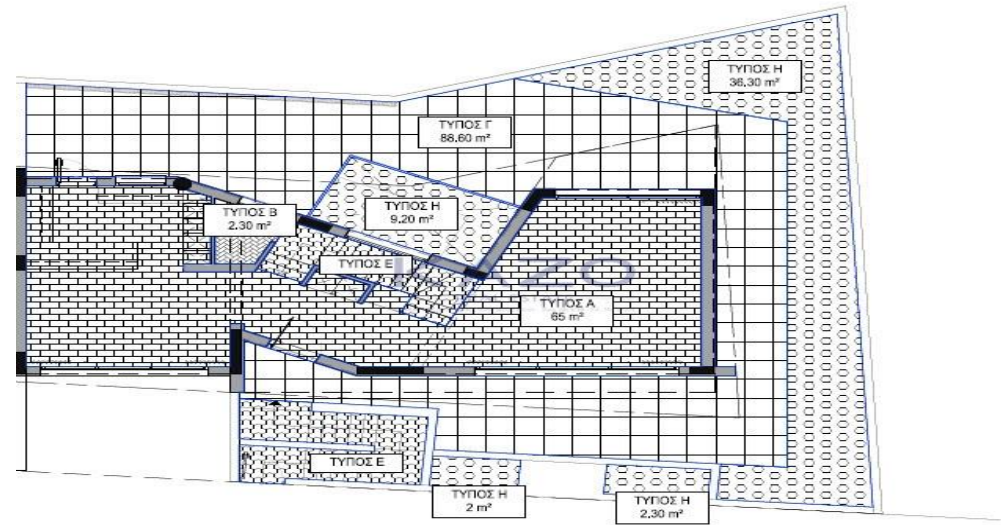 ΤΥΠΟΣ Η
36,30 m²
ΤΥΠΟΣ Γ
88.60 m²
ΤΥΠΟΣ Β
2.30 m²
ΤΥΠΟΣ Η
9.20 m²
ΤΥΠΟΣ Ε
ΤΥΠΟΣ Α
65 m²
ΤΥΠΟΣ Ε
ΤΥΠΟΣ Η
2 m²
ΤΥΠΟΣ Η
2,30 m²